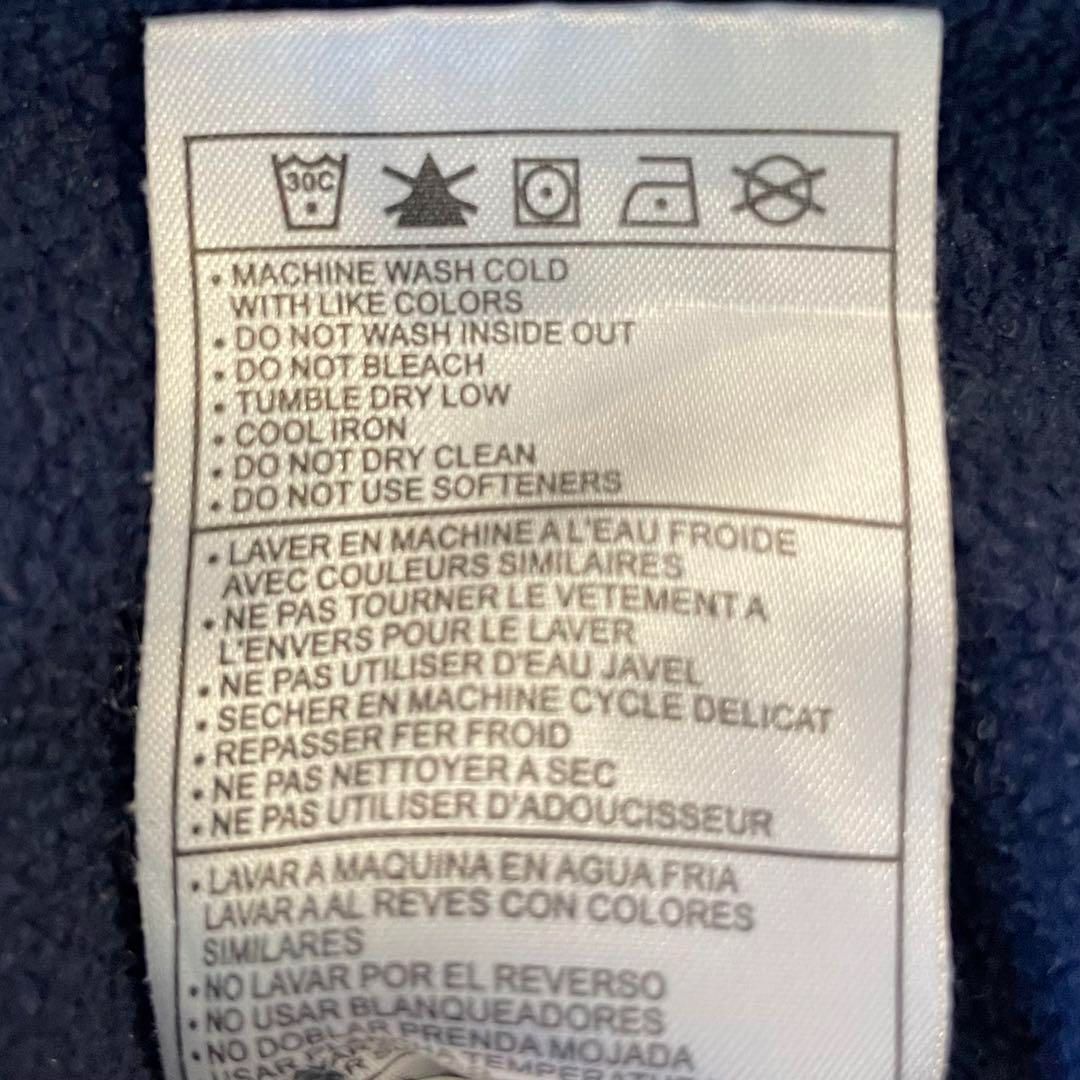 30C
• MACHINE WASH COLD
WITH LIKE COLORS
• DO NOT WASH INSIDE OUT
• DO NOT BLEACH
• TUMBLE DRY LOW
• COOL IRON
• DO NOT DRY CLEAN
• DO NOT USE SOFTENERS
• LAVER EN MACHINE A L'EAU FROIDE
AVEC COULEURS SIMILAIRES
• NE PAS TOURNER LE VETEMENT A
L'ENVERS POUR LE LAVER
• NE PAS UTILISER D'EAU JAVEL
• SECHER EN MACHINE CYCLE DELICAT
• REPASSER FER FROID
• NE PAS NETTOYER A SEC
• NE PAS UTILISER D'ADOUCISSEUR
• LAVAR A MAQUINA EN AGUA FRIA
LAVAR A AL REVES CON COLORES
SIMILARES
• NO LAVAR POR EL REVERSO
• NO USAR BLANQUEADORES
• NO DOBLAR PRENDA MOJADA
USAR TEMPERATUR